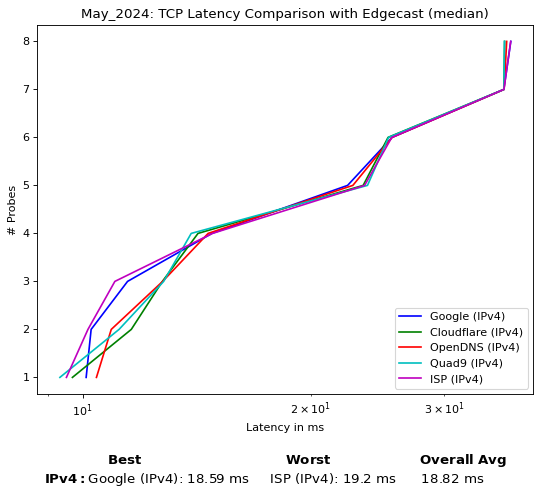 May_2024: TCP Latency Comparison with Edgecast (median)
8
7
6
5
4
3
2
1
# Probes
Google (IPv4)
Cloudflare (IPv4)
OpenDNS (IPv4)
Quad9 (IPv4)
ISP (IPv4)
10¹ 2 × 10¹ 3 × 10¹
Latency in ms
Best Worst Overall Avg
IPv4: Google (IPv4): 18.59 ms ISP (IPv4): 19.2 ms 18.82 ms